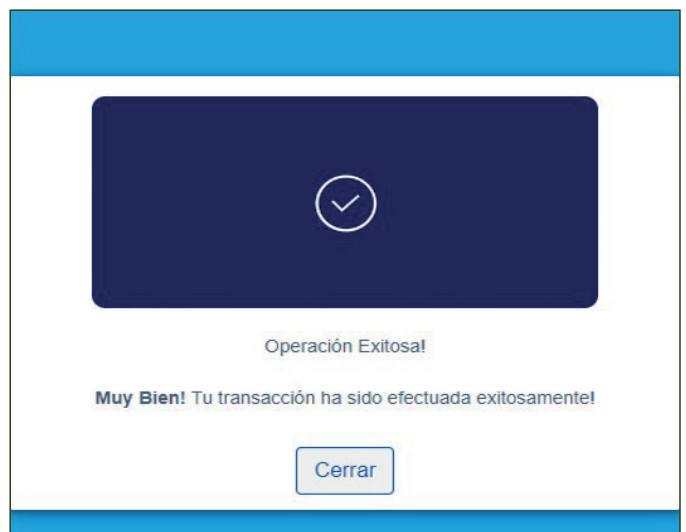 Operación Exitosa!
Muy Bien! Tu transacción ha sido efectuada exitosamente!
Cerrar